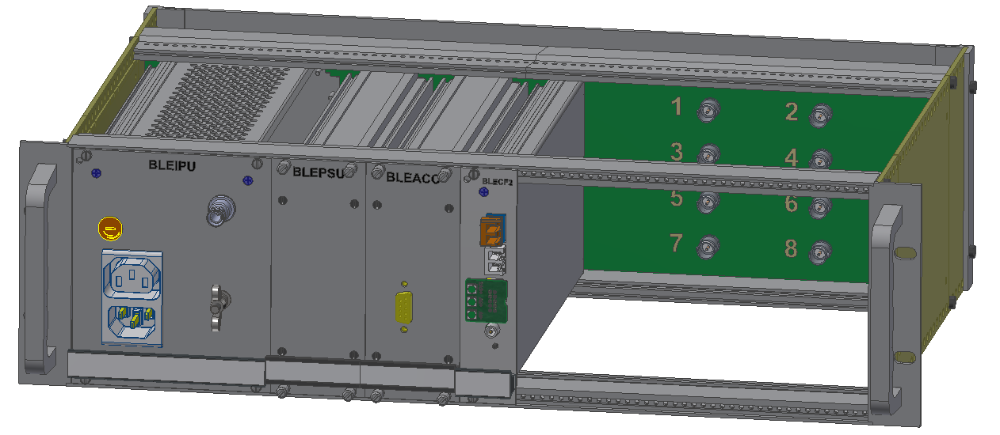 BLEIPU
BLEPSU
BLEACC
BLECF2
1 2
3 4
5 6
7 8